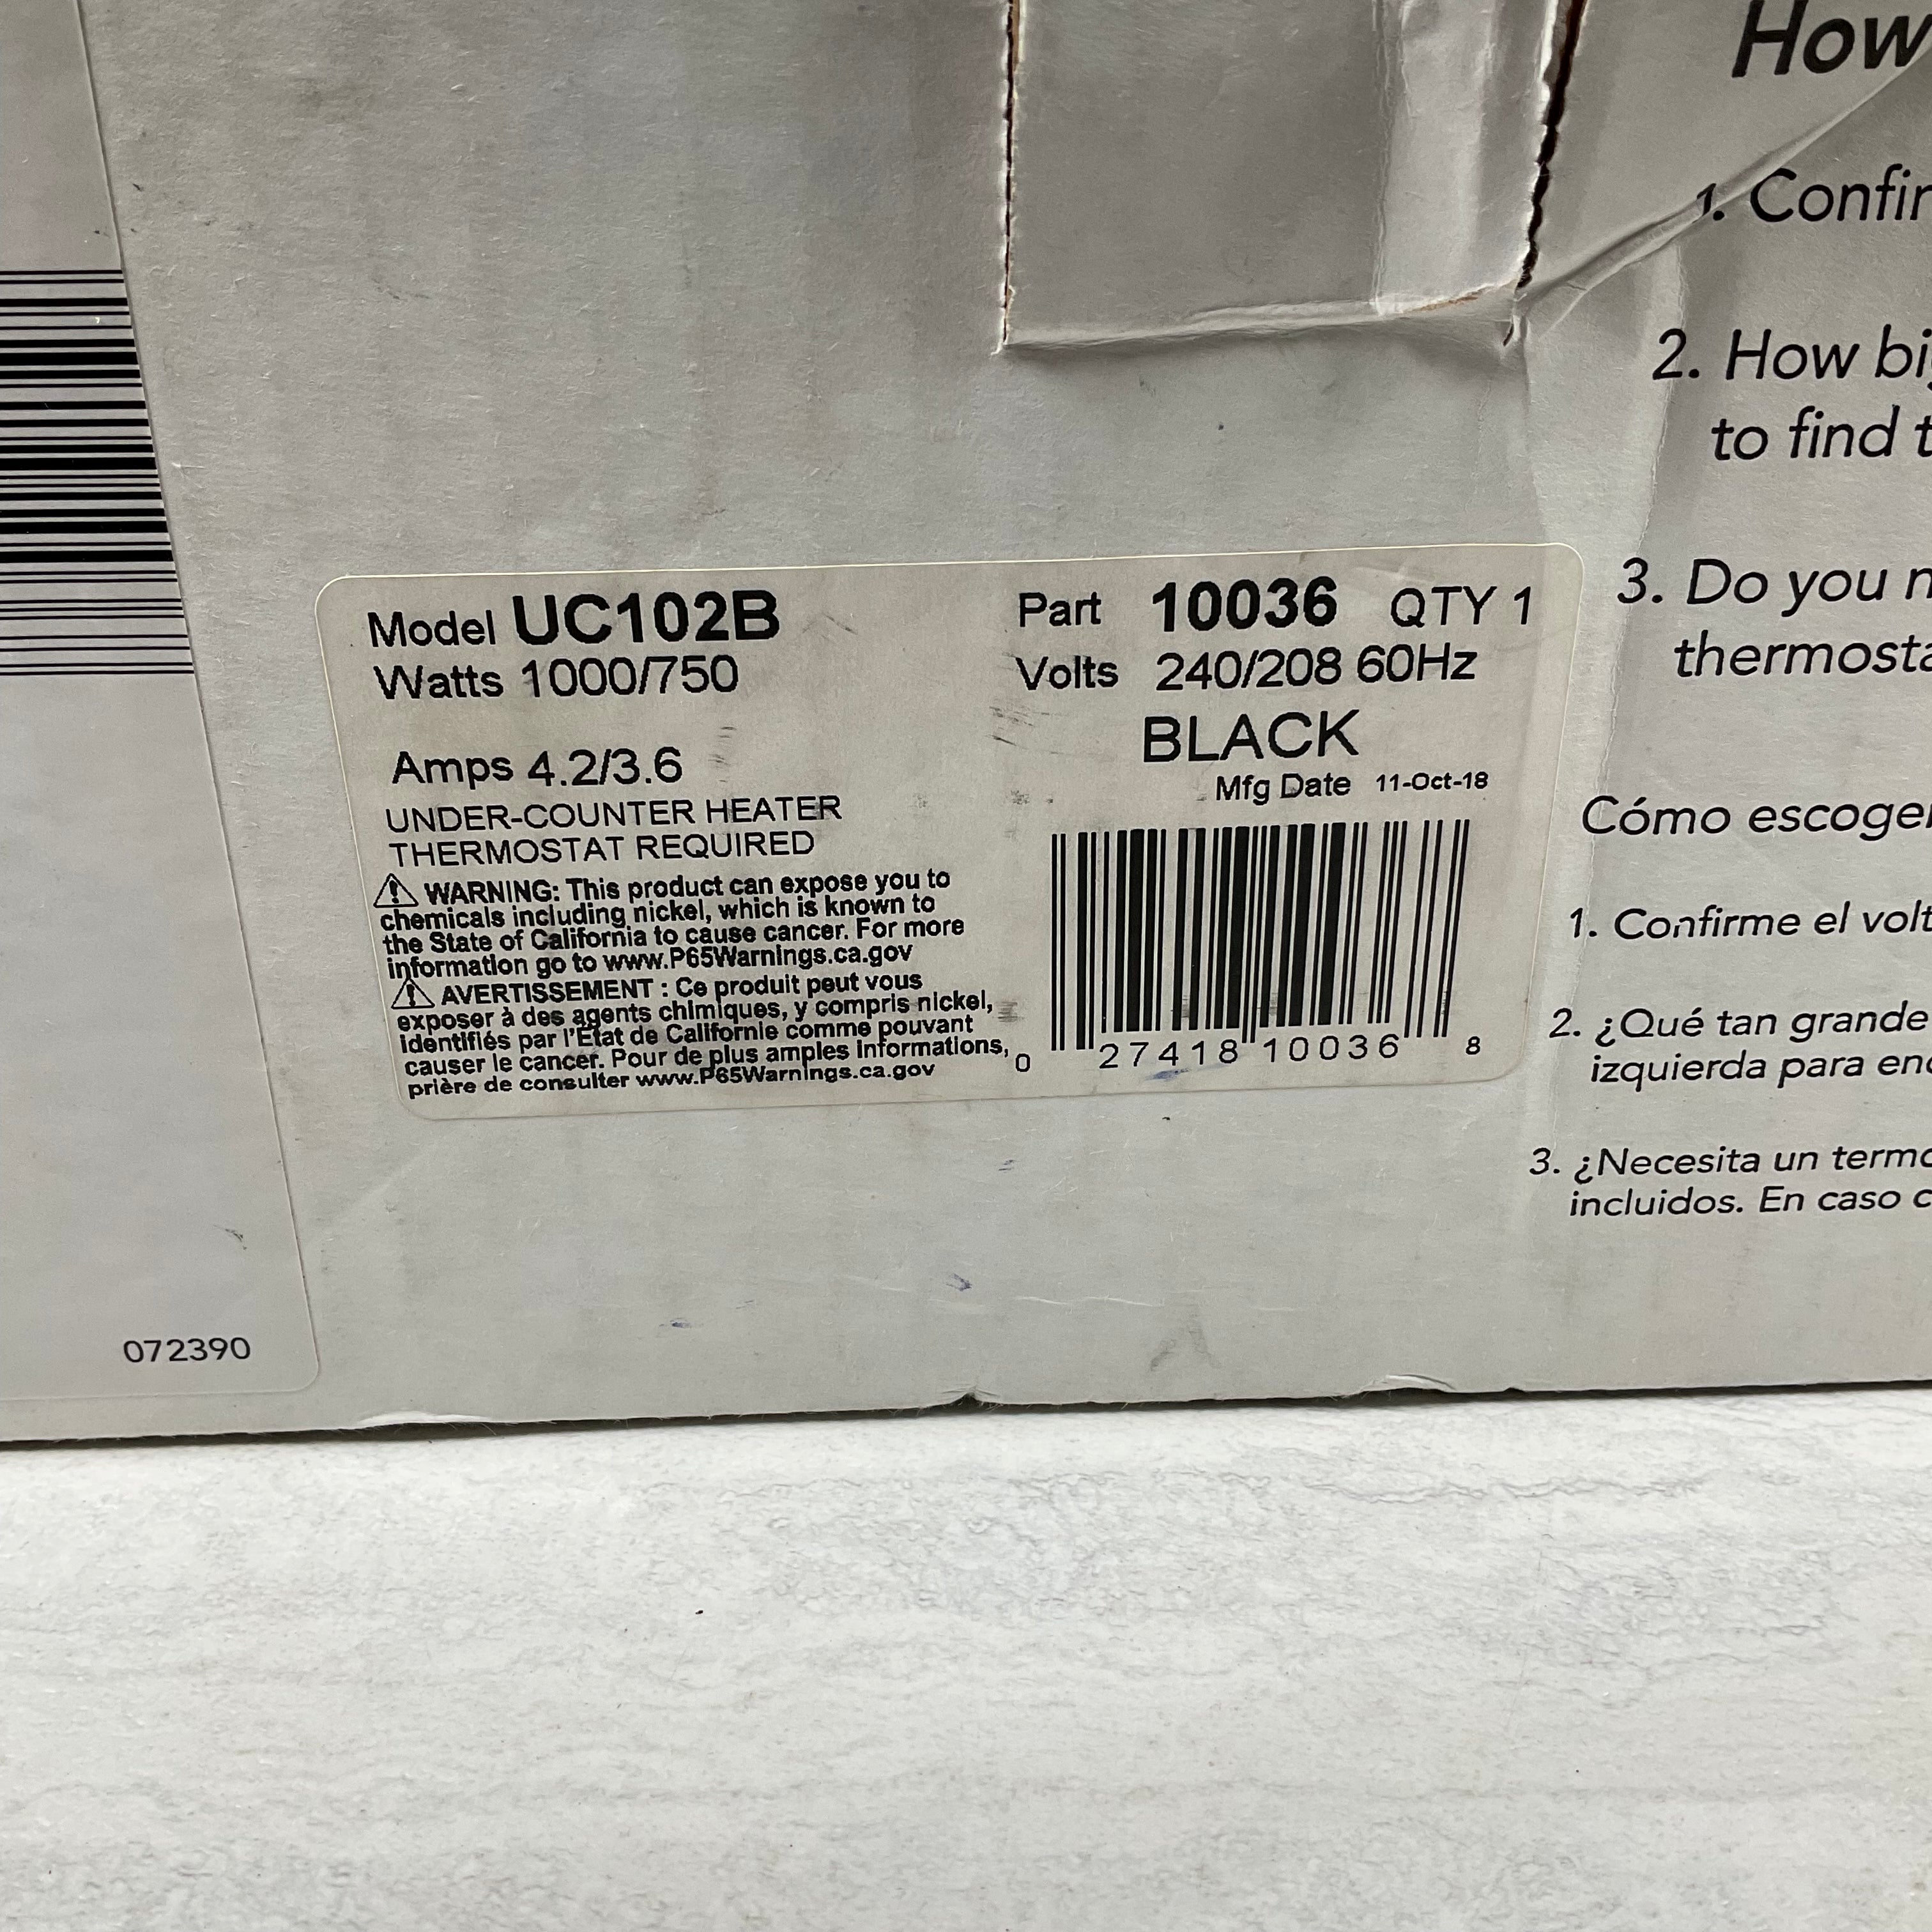 Model UC102B
Watts 1000/750
Amps 4.2/3.6
UNDER-COUNTER HEATER
THERMOSTAT REQUIRED
⚠ WARNING: This product can expose you to
chemicals including nickel, which is known to
the State of California to cause cancer. For more
information go to www.P65Warnings.ca.gov
⚠ AVERTISSEMENT : Ce produit peut vous
exposer à des agents chimiques, y compris nickel,
identifiés par l'État de Californie comme pouvant
causer le cancer. Pour de plus amples informations,
prière de consulter www.P65Warnings.ca.gov
Part 10036 QTY 1
Volts 240/208 60Hz
BLACK
Mfg Date 11-Oct-18
0 27418 10036 8
072390
How
1. Confir
2. How bi
to find t
3. Do you n
thermosta
Cómo escoger
1. Confirme el volt
2. ¿Qué tan grande
izquierda para enc
3. ¿Necesita un termo
incluidos. En caso c